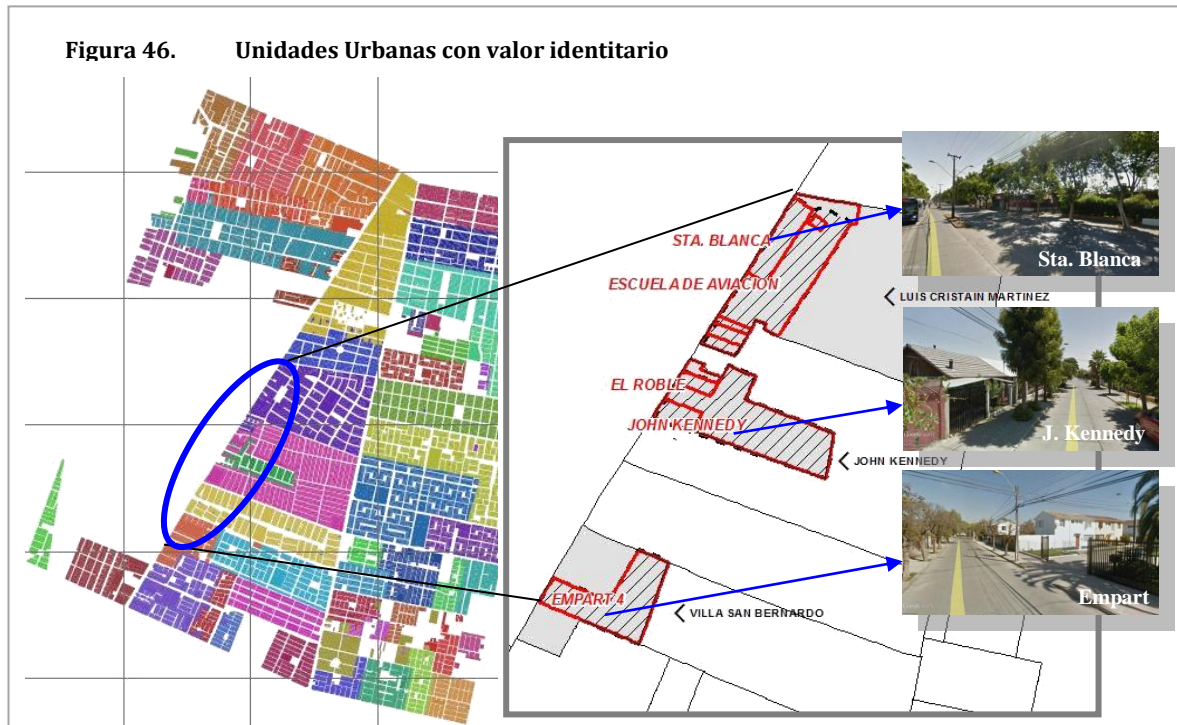 Figura 46. Unidades Urbanas con valor identitario
STA. BLANCA
ESCUELA DE AVIACION
LUIS CRISTAIN MARTINEZ
EL ROBLE
JOHN KENNEDY
JOHN KENNEDY
EMPART 4
VILLA SAN BERNARDO
Sta. Blanca
J. Kennedy
Empart